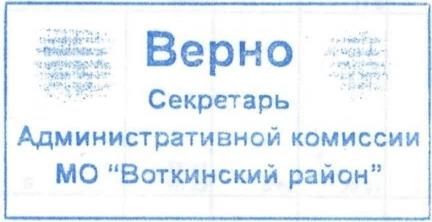 Верно
Секретарь
Административной комиссии
МО "Воткинский район"